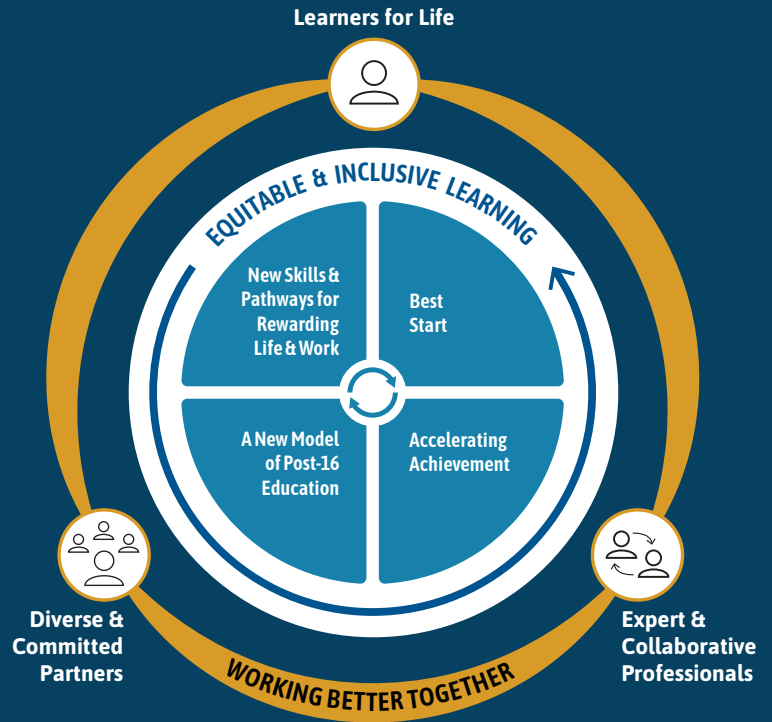 Learners for Life
EQUITABLE & INCLUSIVE LEARNING
New Skills &
Pathways for
Rewarding
Life & Work
Best
Start
A New Model
of Post-16
Education
Accelerating
Achievement
Diverse &
Committed
Partners
Expert &
Collaborative
Professionals
WORKING BETTER TOGETHER